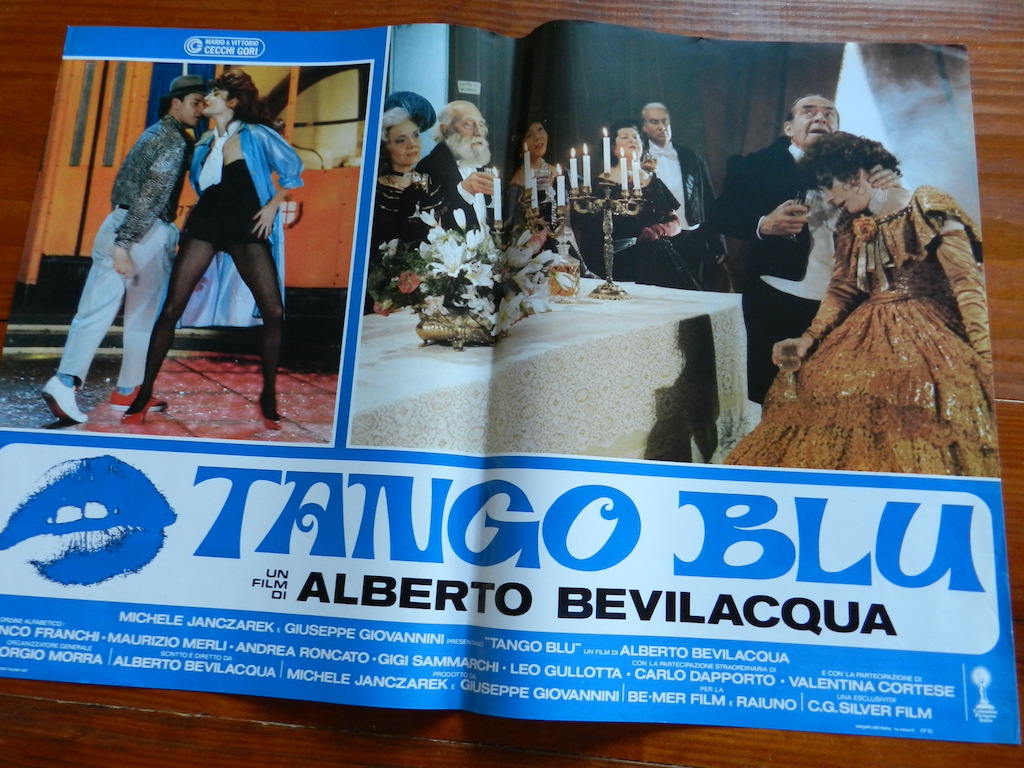 MARIO & VITTORIO
CECCHI GORI
TANGO BLU
UN
FILM
DI
ALBERTO BEVILACQUA
MICHELE JANCZAREK E GIUSEPPE GIOVANNINI PRESENTANO "TANGO BLU" UN FILM DI ALBERTO BEVILACQUA
ORDINE ALFABETICO:
NCO FRANCHI • MAURIZIO MERLI • ANDREA RONCATO • GIGI SAMMARCHI • LEO GULLOTTA • CON LA PARTECIPAZIONE STRAORDINARIA DI CARLO DAPPORTO • E CON LA PARTECIPAZIONE DI VALENTINA CORTESE
ORGANIZZATORE GENERALE
ORGIO MORRA | SCRITTO E DIRETTO DA ALBERTO BEVILACQUA | PRODOTTO DA MICHELE JANCZAREK E GIUSEPPE GIOVANNINI | PER LA BE·MER FILM E RAIUNO | UNA ESCLUSIVITÀ C.G. SILVER FILM